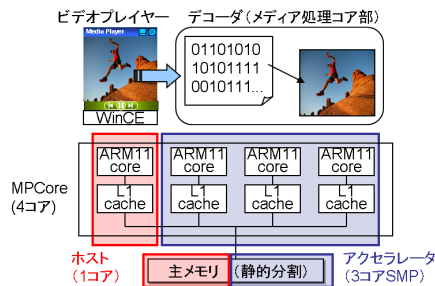 ビデオプレイヤー
デコーダ(メディア処理コア部)
Media Player
01101010
10101111
0010111...
WinCE
ARM11 core
ARM11 core
ARM11 core
ARM11 core
MPCore
(4コア)
L1 cache
L1 cache
L1 cache
L1 cache
ホスト
(1コア)
主メモリ(静的分割)
アクセラレータ
(3コアSMP)